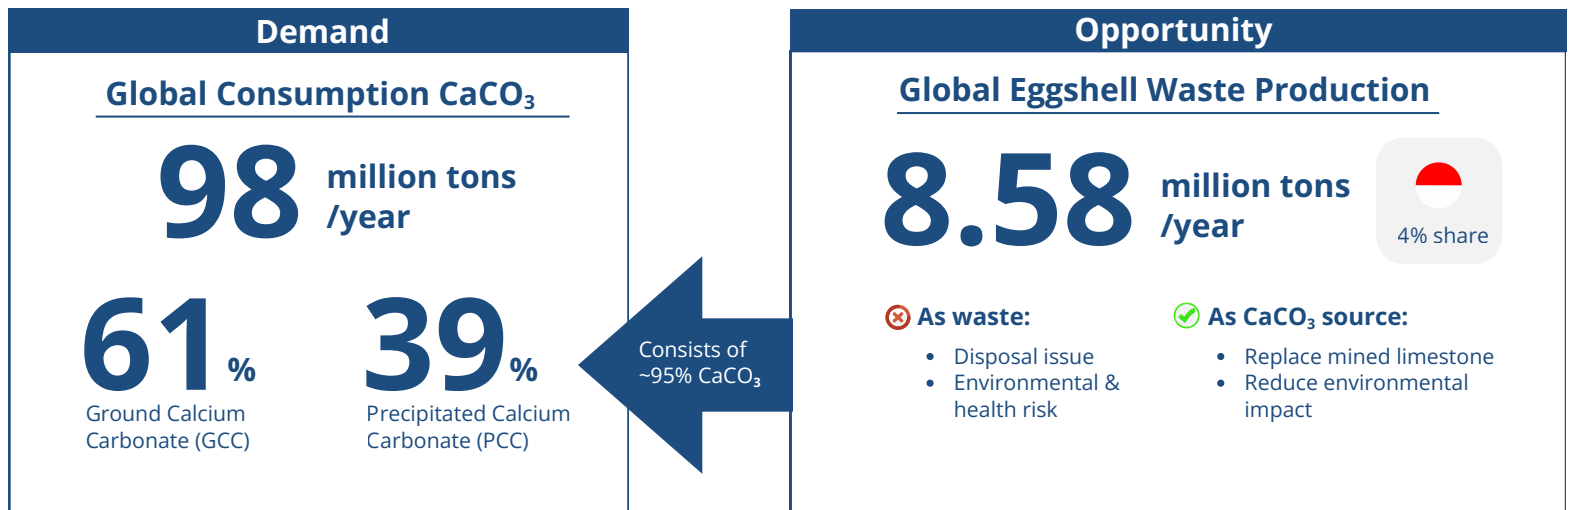 Demand
Global Consumption CaCO₃
98 million tons
/year
61 %
Ground Calcium
Carbonate (GCC)
39 %
Precipitated Calcium
Carbonate (PCC)
Consists of
~95% CaCO₃
Opportunity
Global Eggshell Waste Production
8.58 million tons
/year
4% share
As waste:
• Disposal issue
• Environmental &
health risk
As CaCO₃ source:
• Replace mined limestone
• Reduce environmental
impact